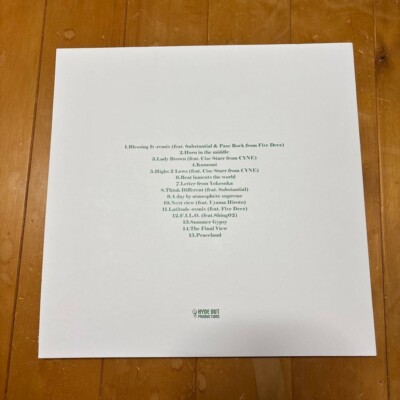 1.Blessing It-remix (feat. Substantial & Pase Rock from Five Deez)
2.Horn in the middle
3.Lady Brown (feat. Cise Starr from CYNE)
4.Kumomi
5.Highs 2 Lows (feat. Cise Starr from CYNE)
6.Beat laments the world
7.Letter from Yokosuka
8.Think Different (feat. Substantial)
9.A day by atmosphere supreme
10.Next view (feat. Uyama Hiroto)
11.Latitude-remix (feat. Five Deez)
12.F.I.L.O. (feat.Shing02)
13.Summer Gypsy
14.The Final View
15.Peaceland
HYDE OUT
PRODUCTIONS